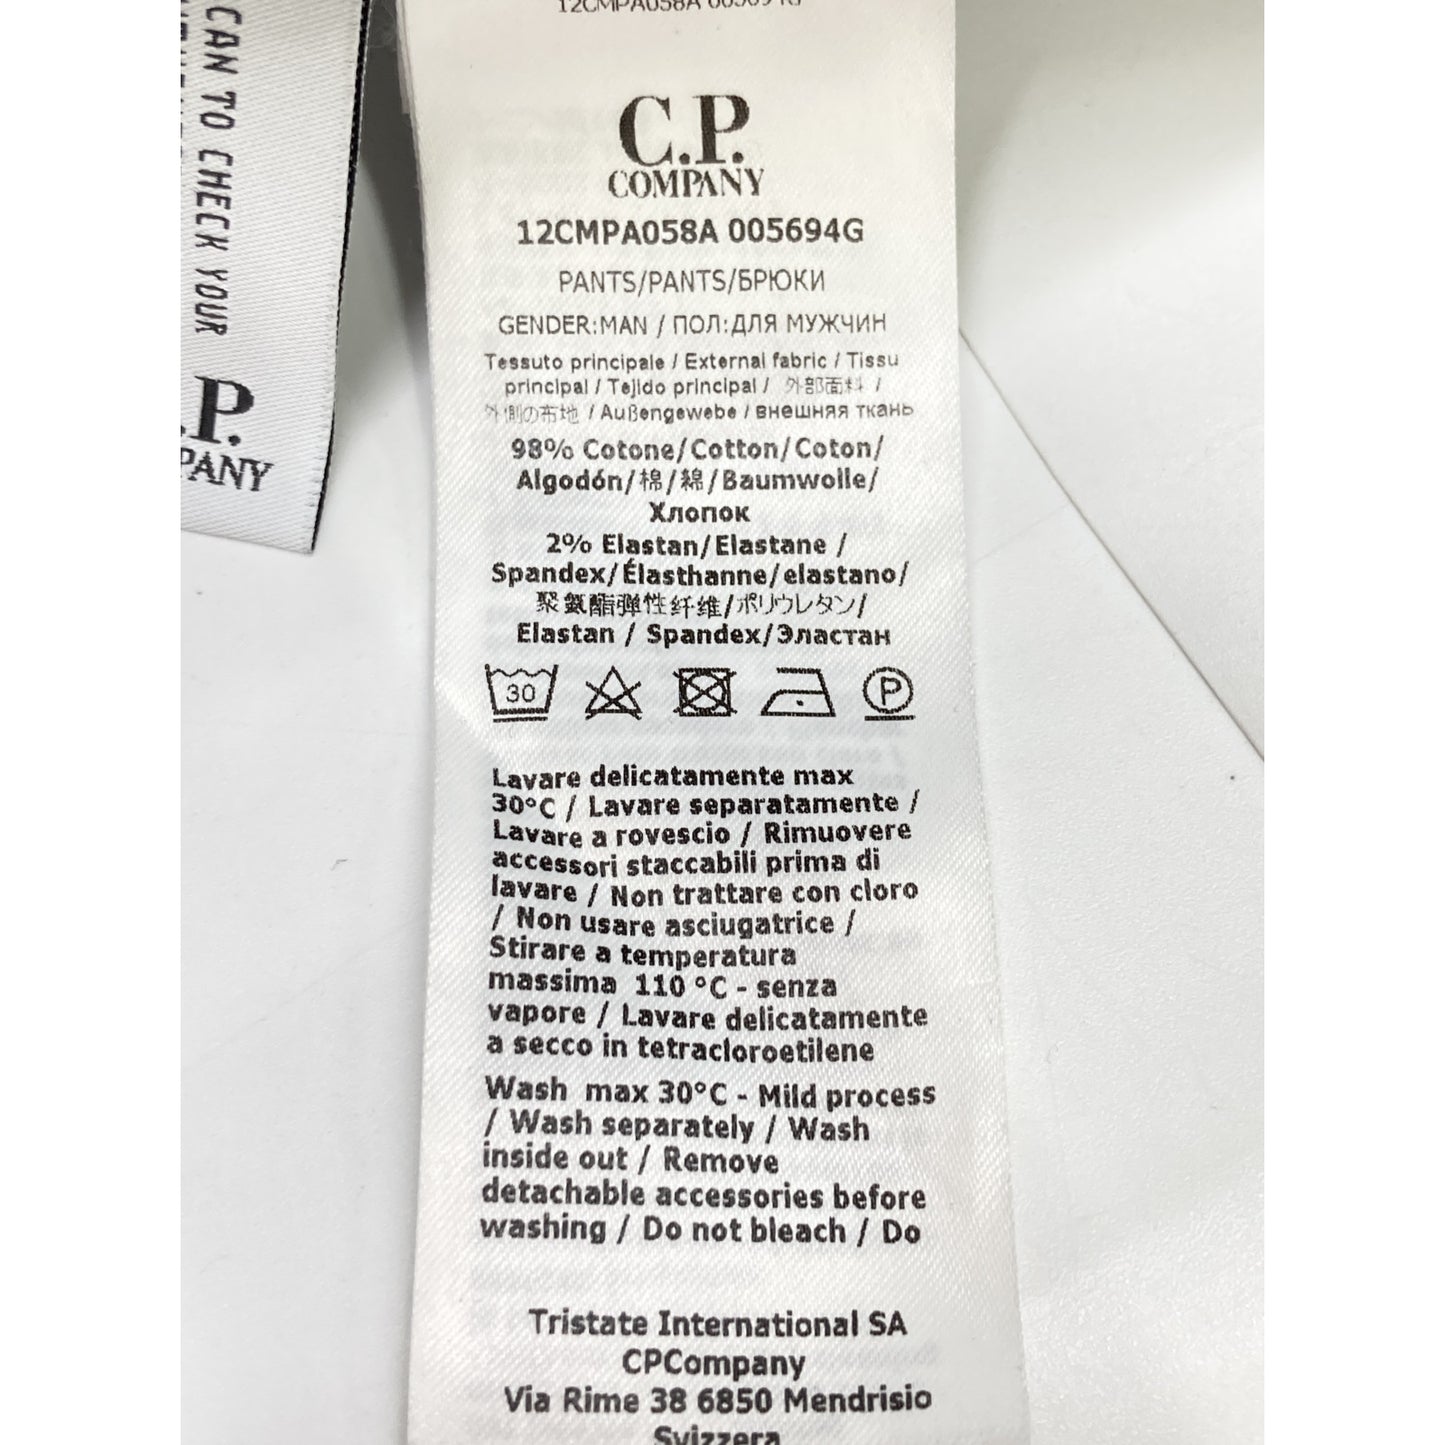 CAN TO CHECK YOUR
.P.
PANY
12CMPA058A 005694G
C.P.
COMPANY
12CMPA058A 005694G
PANTS/PANTS/БРЮКИ
GENDER:MAN / ПОЛ:ДЛЯ МУЖЧИН
Tessuto principale / External fabric / Tissu
principal / Tejido principal / 外部面料 /
外側の布地 / Außengewebe / внешняя ткань
98% Cotone/Cotton/Coton/
Algodón/棉/綿/Baumwolle/
Хлопок
2% Elastan/Elastane /
Spandex/Élasthanne/elastano/
聚氨酯弹性纤维/ポリウレタン/
Elastan / Spandex/Эластан
30
P
Lavare delicatamente max
30°C / Lavare separatamente /
Lavare a rovescio / Rimuovere
accessori staccabili prima di
lavare / Non trattare con cloro
/ Non usare asciugatrice /
Stirare a temperatura
massima 110 °C - senza
vapore / Lavare delicatamente
a secco in tetracloroetilene
Wash max 30°C - Mild process
/ Wash separately / Wash
inside out / Remove
detachable accessories before
washing / Do not bleach / Do
Tristate International SA
CPCompany
Via Rime 38 6850 Mendrisio
Svizzera